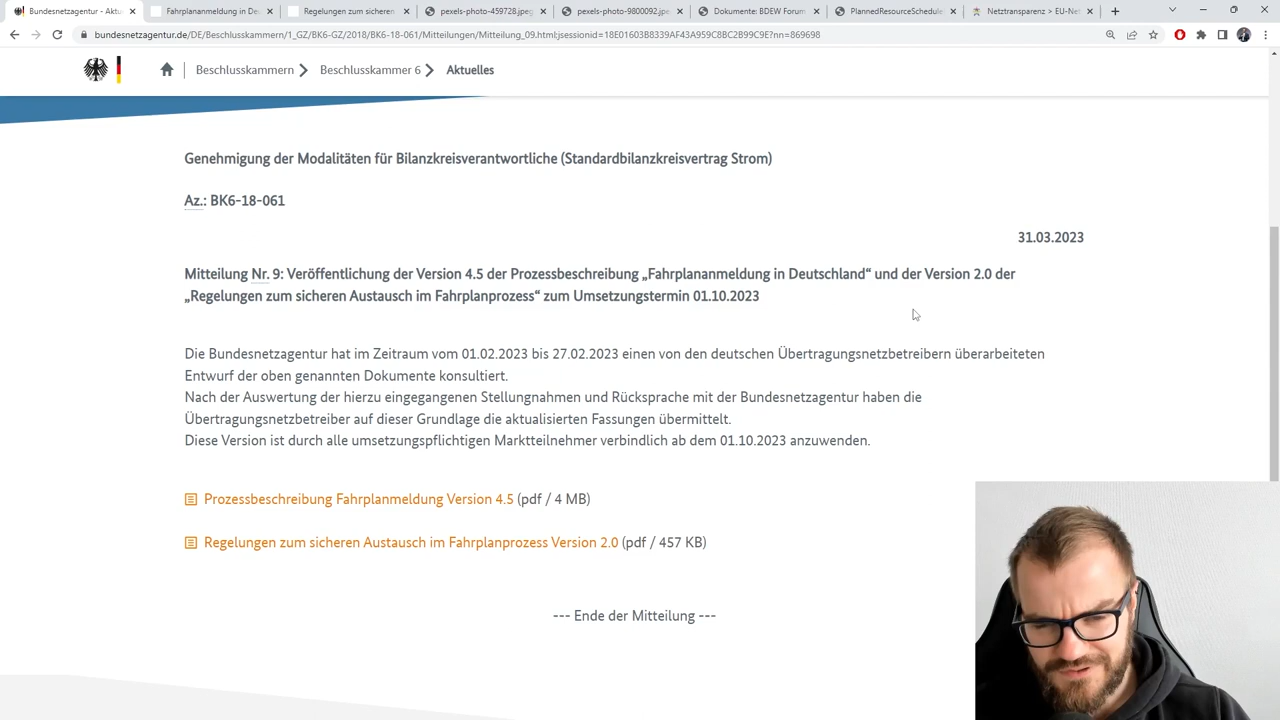 Bundesnetzagentur - Aktu
Fahrplananmeldung in De
Regelungen zum sicheren
pexels-photo-459728.jpeg
pexels-photo-9800092.jp
Dokumente: BDEW Forum
PlannedResourceSchedule
Netztransparenz > EU-Net
bundesnetzagentur.de/DE/Beschlusskammern/1_GZ/BK6-GZ/2018/BK6-18-061/Mitteilungen/Mitteilung_09.html;jsessionid=18E01603B8339AF43A959C8BC2B99C9E?nn=869698
Beschlusskammern
Beschlusskammer 6
Aktuelles
Genehmigung der Modalitäten für Bilanzkreisverantwortliche (Standardbilanzkreisvertrag Strom)
Az.: BK6-18-061
31.03.2023
Mitteilung Nr. 9: Veröffentlichung der Version 4.5 der Prozessbeschreibung „Fahrplananmeldung in Deutschland“ und der Version 2.0 der
„Regelungen zum sicheren Austausch im Fahrplanprozess“ zum Umsetzungstermin 01.10.2023
Die Bundesnetzagentur hat im Zeitraum vom 01.02.2023 bis 27.02.2023 einen von den deutschen Übertragungsnetzbetreibern überarbeiteten
Entwurf der oben genannten Dokumente konsultiert.
Nach der Auswertung der hierzu eingegangenen Stellungnahmen und Rücksprache mit der Bundesnetzagentur haben die
Übertragungsnetzbetreiber auf dieser Grundlage die aktualisierten Fassungen übermittelt.
Diese Version ist durch alle umsetzungspflichtigen Marktteilnehmer verbindlich ab dem 01.10.2023 anzuwenden.
Prozessbeschreibung Fahrplanmeldung Version 4.5 (pdf / 4 MB)
Regelungen zum sicheren Austausch im Fahrplanprozess Version 2.0 (pdf / 457 KB)
--- Ende der Mitteilung ---